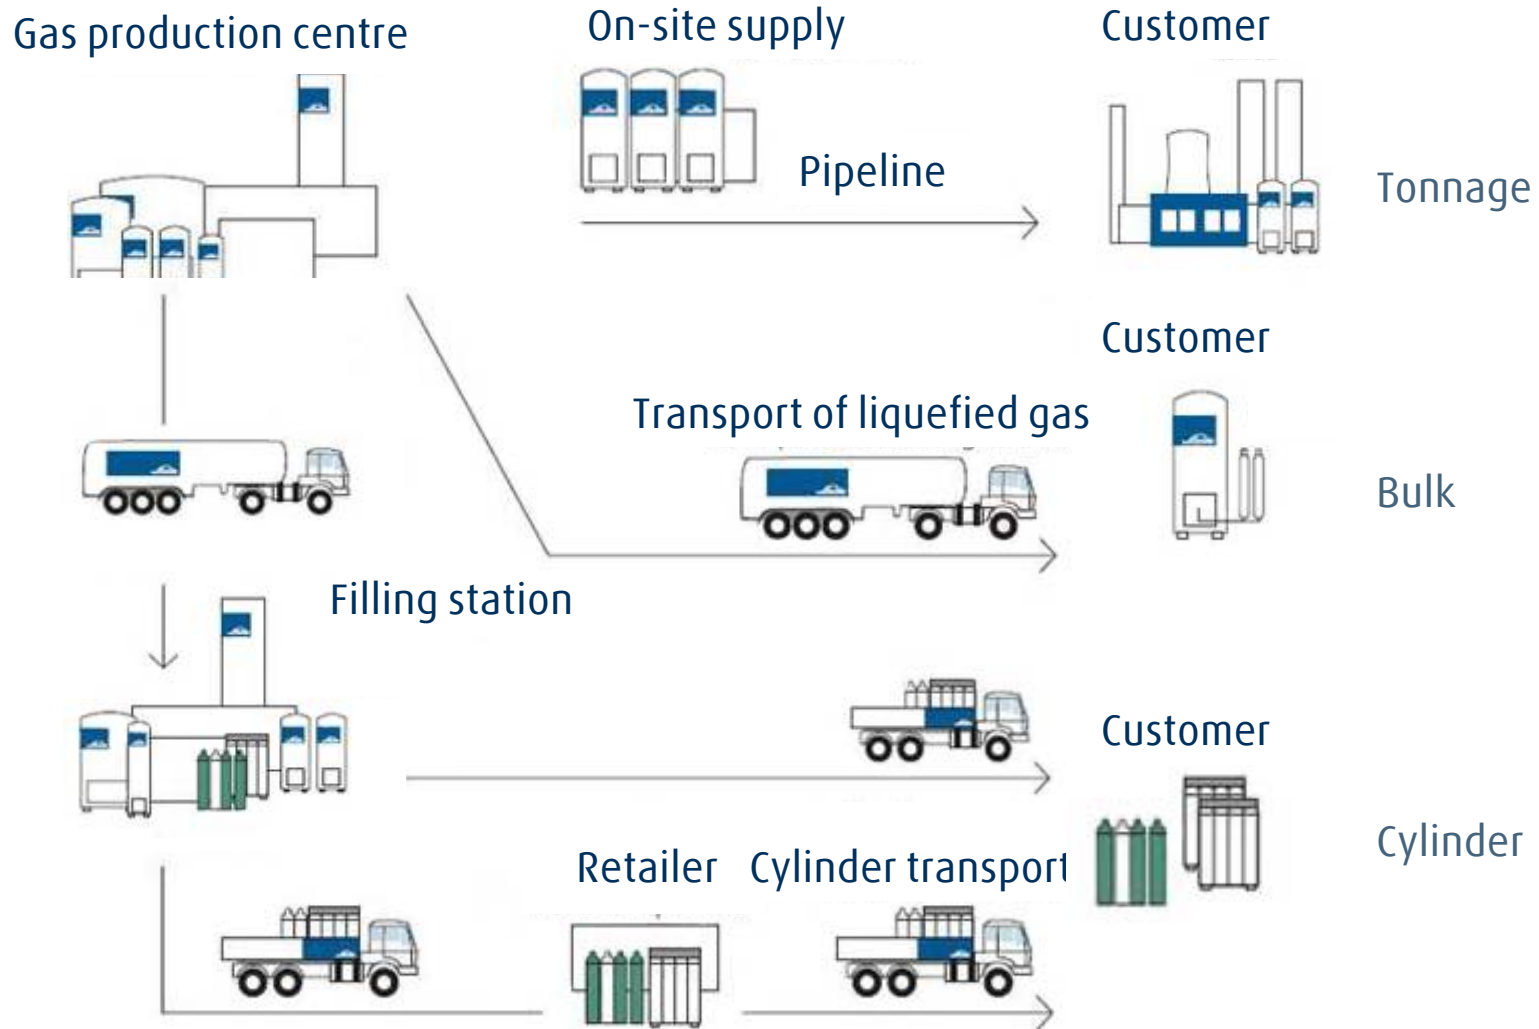 Gas production centre
On-site supply
Customer
Pipeline
Tonnage
Customer
Transport of liquefied gas
Bulk
Filling station
Customer
Cylinder
Retailer
Cylinder transport